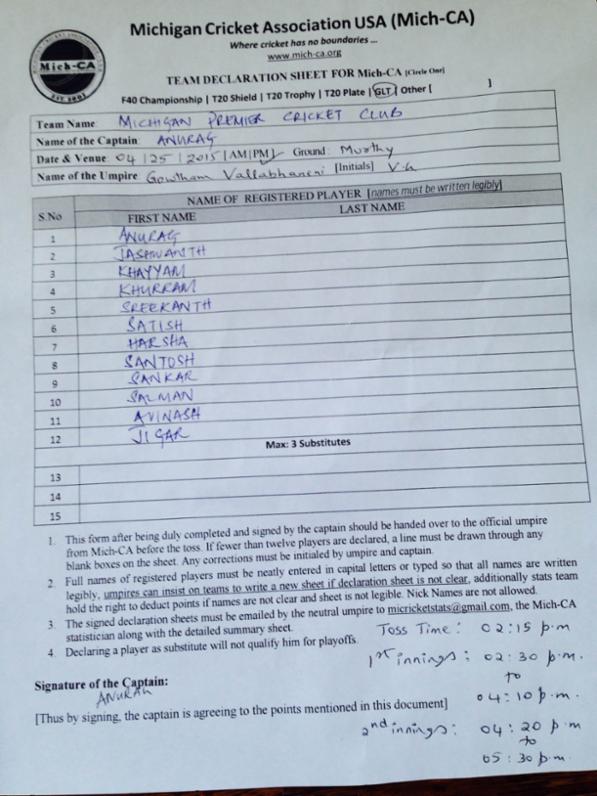 Michigan Cricket Association USA (Mich-CA)
Where cricket has no boundaries ...
www.mich-ca.org
Mich-CA
EST. 2001
TEAM DECLARATION SHEET FOR Mich-CA [Circle One]
F40 Championship | T20 Shield | T20 Trophy | T20 Plate | GLT | Other [ ]
Team Name MICHIGAN PREMIER CRICKET CLUB
Name of the Captain: ANURAG
Date & Venue: 04 | 25 | 2015 | AM|PM| Ground: Murthy
Name of the Umpire: Gowtham Vallabhaneni [Initials] V.G
NAME OF REGISTERED PLAYER [names must be written legibly]
S.No FIRST NAME LAST NAME
1 ANURAG
2 JASHWANTH
3 KHAYYAM
4 KHURRAM
5 SREEKANTH
6 SATISH
7 HARSHA
8 SANTOSH
9 SANKAR
10 SALMAN
11 AVINASH
12 JIGAR
Max: 3 Substitutes
13
14
15
1. This form after being duly completed and signed by the captain should be handed over to the official umpire
from Mich-CA before the toss. If fewer than twelve players are declared, a line must be drawn through any
blank boxes on the sheet. Any corrections must be initialed by umpire and captain.
2. Full names of registered players must be neatly entered in capital letters or typed so that all names are written
legibly, umpires can insist on teams to write a new sheet if declaration sheet is not clear, additionally stats team
hold the right to deduct points if names are not clear and sheet is not legible. Nick Names are not allowed.
3. The signed declaration sheets must be emailed by the neutral umpire to micricketstats@gmail.com, the Mich-CA
statistician along with the detailed summary sheet.
4. Declaring a player as substitute will not qualify him for playoffs.
Toss Time: 02:15 p.m
1st innings: 02:30 p.m.
to
04:10 p.m.
2nd innings: 04:20 p.m
to
05:30 p.m.
Signature of the Captain:
ANURAG
[Thus by signing, the captain is agreeing to the points mentioned in this document]